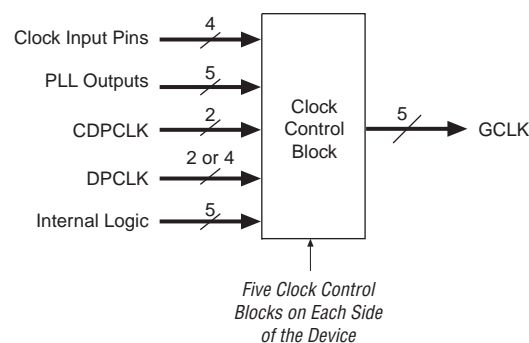 Clock Input Pins
4
PLL Outputs
5
CDPCLK
2
DPCLK
2 or 4
Internal Logic
5
Clock
Control
Block
5
GCLK
Five Clock Control
Blocks on Each Side
of the Device